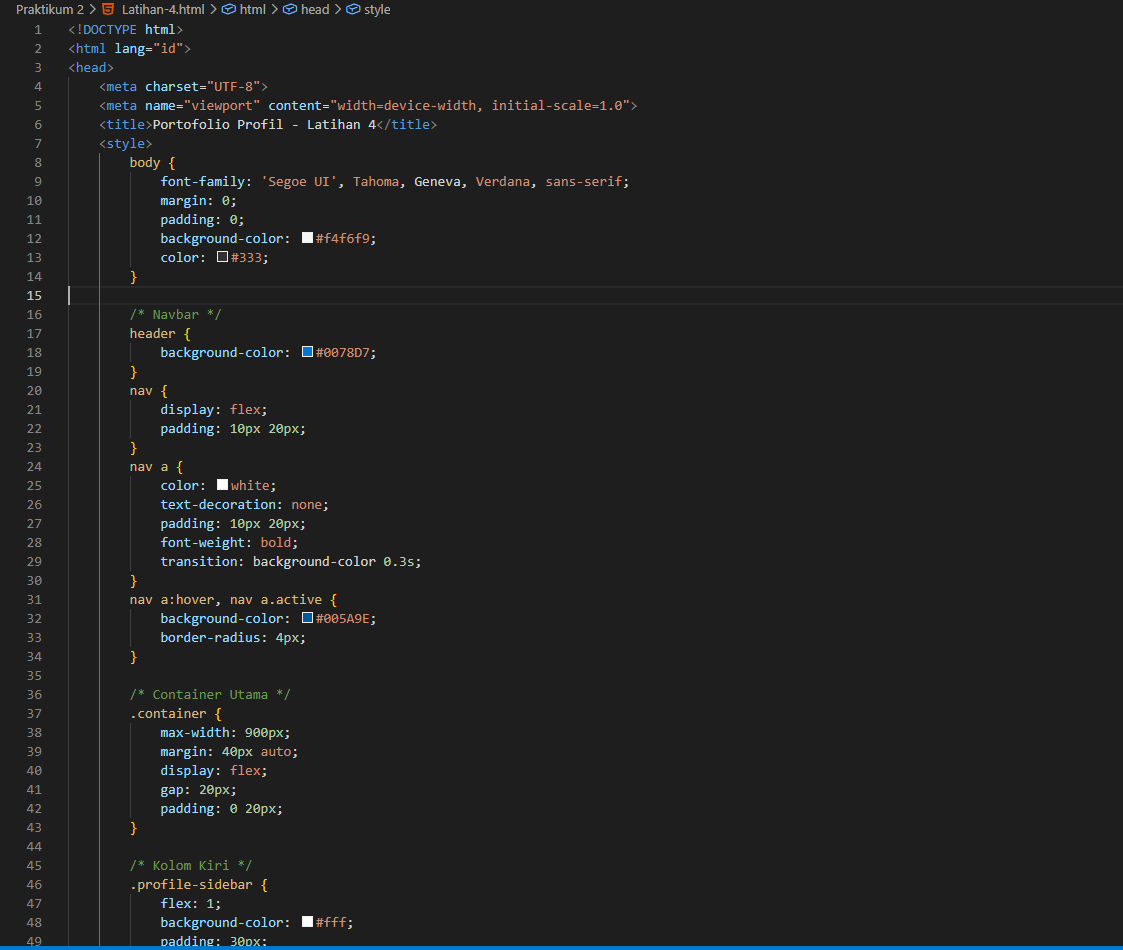 Praktikum 2 > Latihan-4.html > html > head > style
1 <!DOCTYPE html>
2 <html lang="id">
3 <head>
4     <meta charset="UTF-8">
5     <meta name="viewport" content="width=device-width, initial-scale=1.0">
6     <title>Portofolio Profil - Latihan 4</title>
7     <style>
8         body {
9             font-family: 'Segoe UI', Tahoma, Geneva, Verdana, sans-serif;
10             margin: 0;
11             padding: 0;
12             background-color: #f4f6f9;
13             color: #333;
14         }
15
16         /* Navbar */
17         header {
18             background-color: #0078D7;
19         }
20         nav {
21             display: flex;
22             padding: 10px 20px;
23         }
24         nav a {
25             color: white;
26             text-decoration: none;
27             padding: 10px 20px;
28             font-weight: bold;
29             transition: background-color 0.3s;
30         }
31         nav a:hover, nav a.active {
32             background-color: #005A9E;
33             border-radius: 4px;
34         }
35
36         /* Container Utama */
37         .container {
38             max-width: 900px;
39             margin: 40px auto;
40             display: flex;
41             gap: 20px;
42             padding: 0 20px;
43         }
44
45         /* Kolom Kiri */
46         .profile-sidebar {
47             flex: 1;
48             background-color: #fff;
49             padding: 30px;